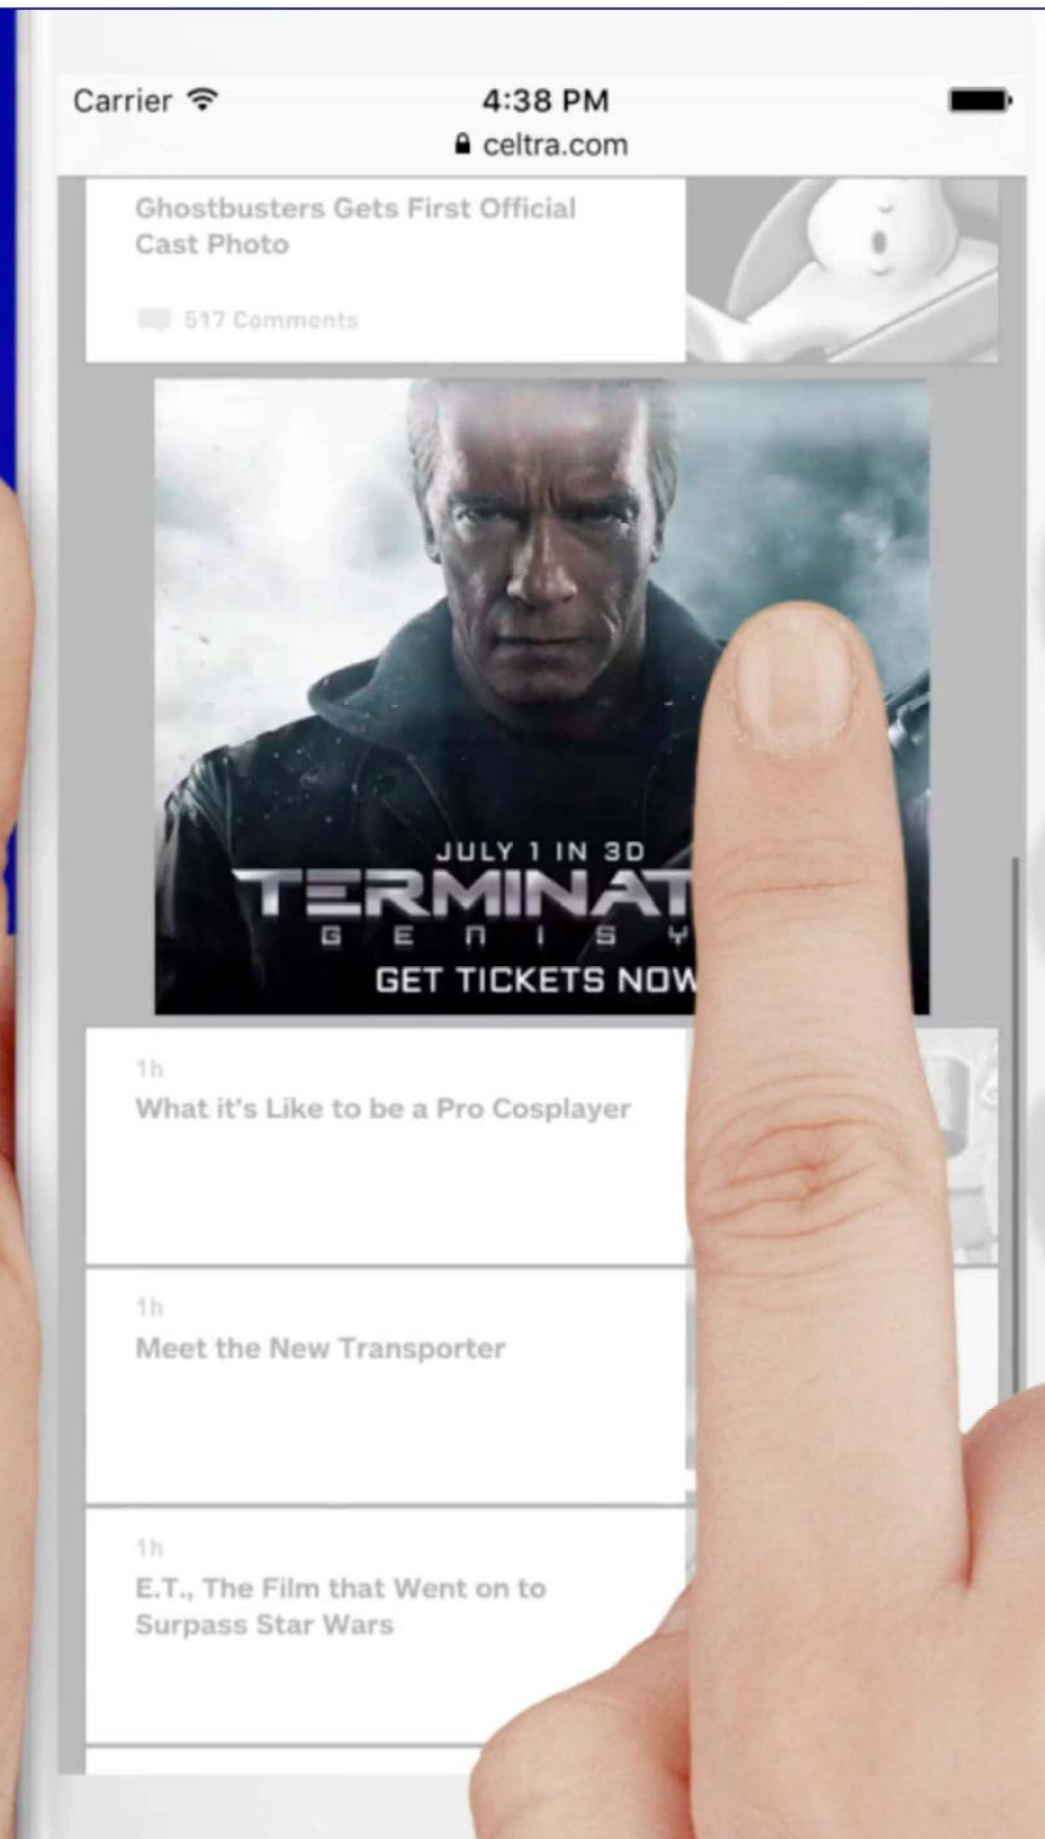 Carrier
4:38 PM
celtra.com
Ghostbusters Gets First Official
Cast Photo
517 Comments
JULY 1 IN 3D
TERMINAT
GENISY
GET TICKETS NOW
1h
What it's Like to be a Pro Cosplayer
1h
Meet the New Transporter
1h
E.T., The Film that Went on to
Surpass Star Wars